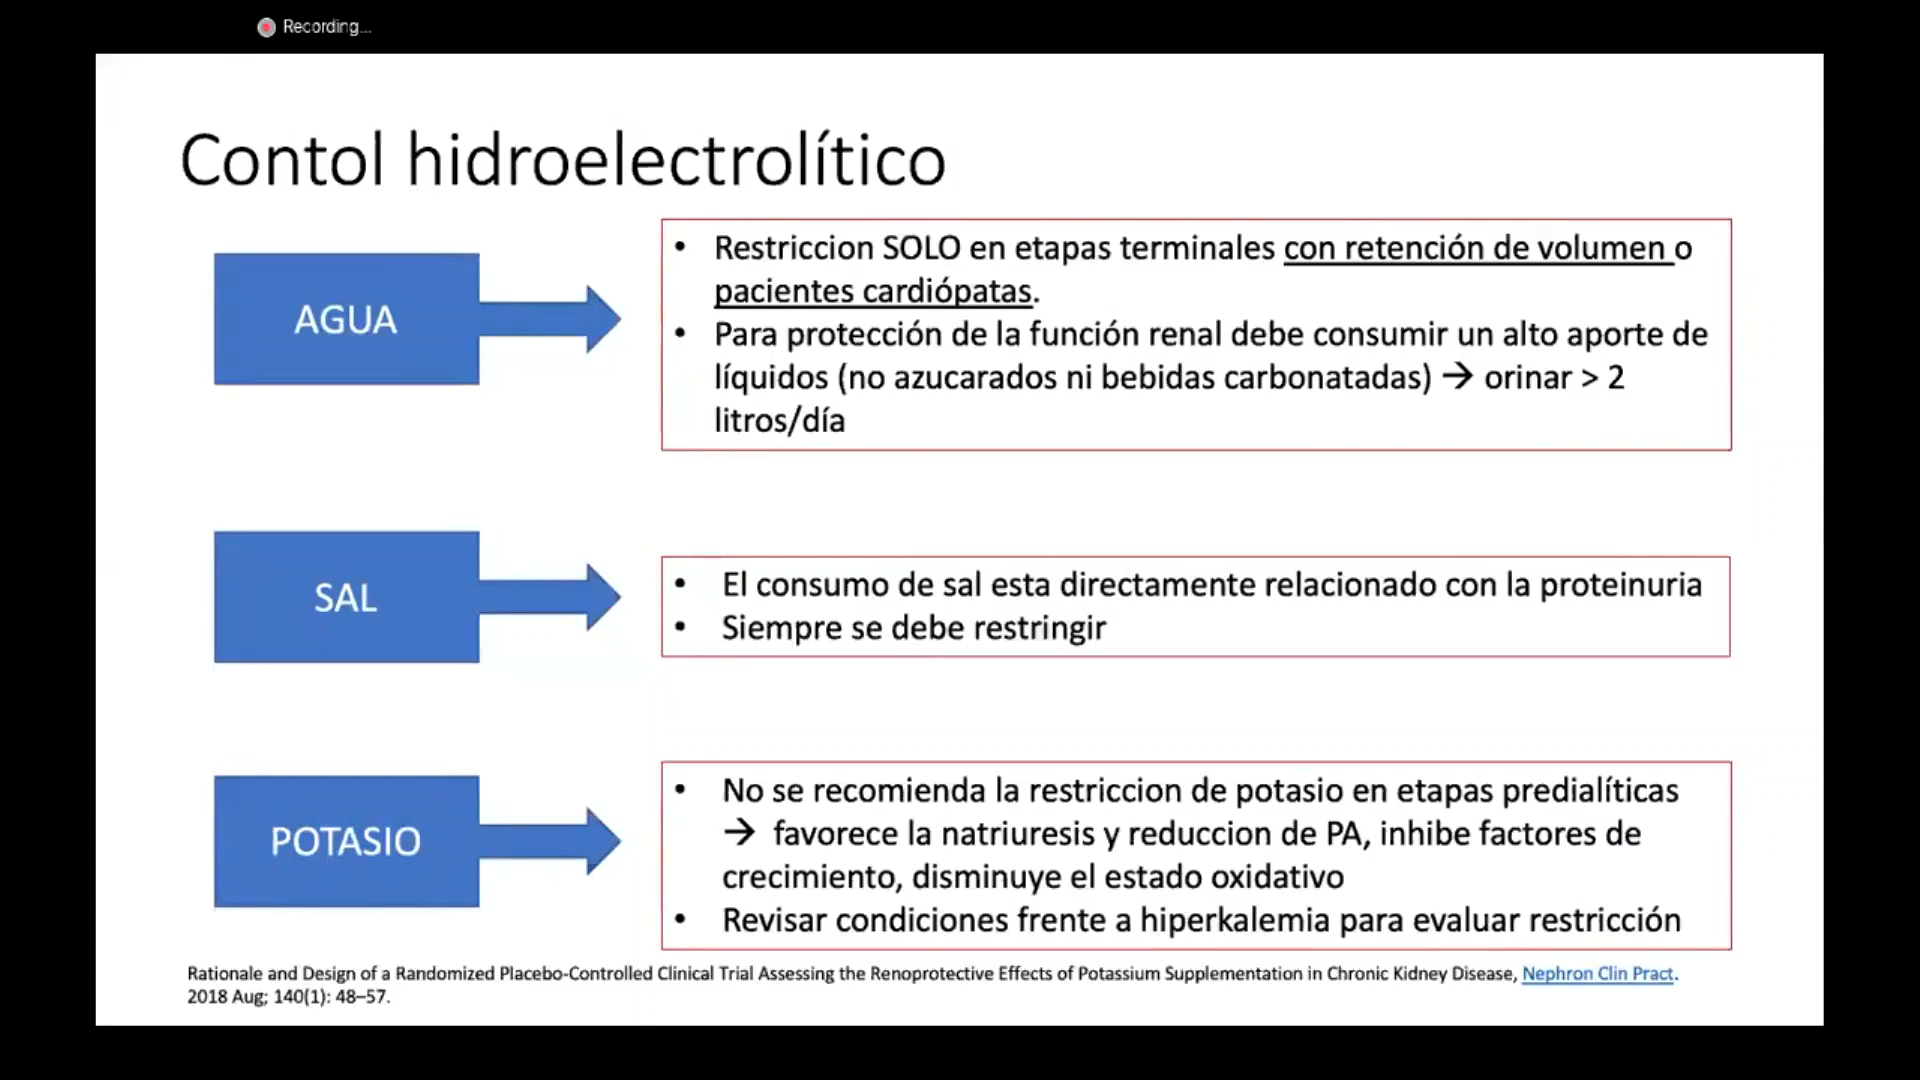 Recording...
Contol hidroelectrolítico
AGUA
• Restriccion SOLO en etapas terminales con retención de volumen o
pacientes cardiópatas.
• Para protección de la función renal debe consumir un alto aporte de
líquidos (no azucarados ni bebidas carbonatadas) → orinar > 2
litros/día
SAL
• El consumo de sal esta directamente relacionado con la proteinuria
• Siempre se debe restringir
POTASIO
• No se recomienda la restriccion de potasio en etapas predialíticas
→ favorece la natriuresis y reduccion de PA, inhibe factores de
crecimiento, disminuye el estado oxidativo
• Revisar condiciones frente a hiperkalemia para evaluar restricción
Rationale and Design of a Randomized Placebo-Controlled Clinical Trial Assessing the Renoprotective Effects of Potassium Supplementation in Chronic Kidney Disease, Nephron Clin Pract.
2018 Aug; 140(1): 48–57.